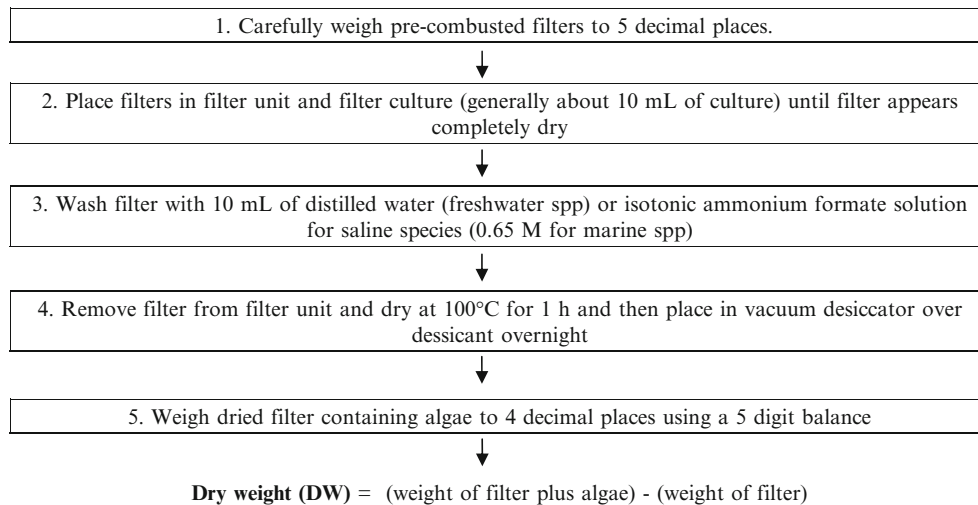 1. Carefully weigh pre-combusted filters to 5 decimal places.
2. Place filters in filter unit and filter culture (generally about 10 mL of culture) until filter appears
completely dry
3. Wash filter with 10 mL of distilled water (freshwater spp) or isotonic ammonium formate solution
for saline species (0.65 M for marine spp)
4. Remove filter from filter unit and dry at 100°C for 1 h and then place in vacuum desiccator over
dessicant overnight
5. Weigh dried filter containing algae to 4 decimal places using a 5 digit balance
Dry weight (DW) = (weight of filter plus algae) - (weight of filter)